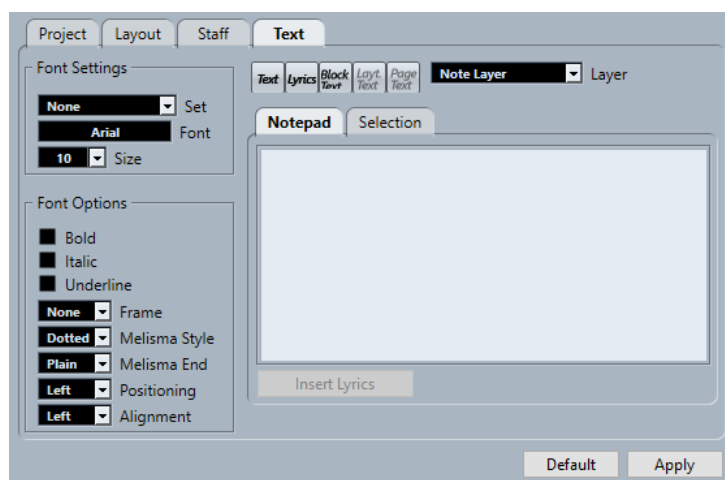 Project Layout Staff Text
Font Settings
None Set
Arial Font
10 Size
Font Options
Bold
Italic
Underline
None Frame
Dotted Melisma Style
Plain Melisma End
Left Positioning
Left Alignment
Text Lyrics Block Text Layt. Text Page Text Note Layer Layer
Notepad Selection
Insert Lyrics
Default Apply